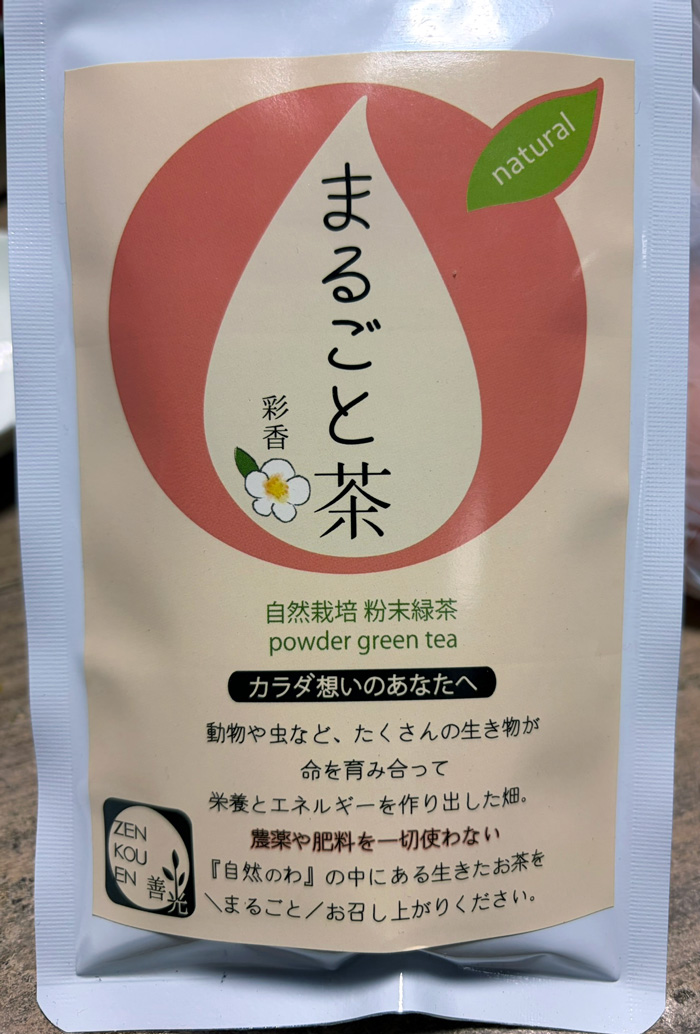 natural
まるごと茶
彩香
自然栽培 粉末緑茶
powder green tea
カラダ想いのあなたへ
動物や虫など、たくさんの生き物が
命を育み合って
栄養とエネルギーを作り出した畑。
農薬や肥料を一切使わない
『自然のわ』の中にある生きたお茶を
＼まるごと／お召し上がりください。
ZEN
KOU
EN
善光